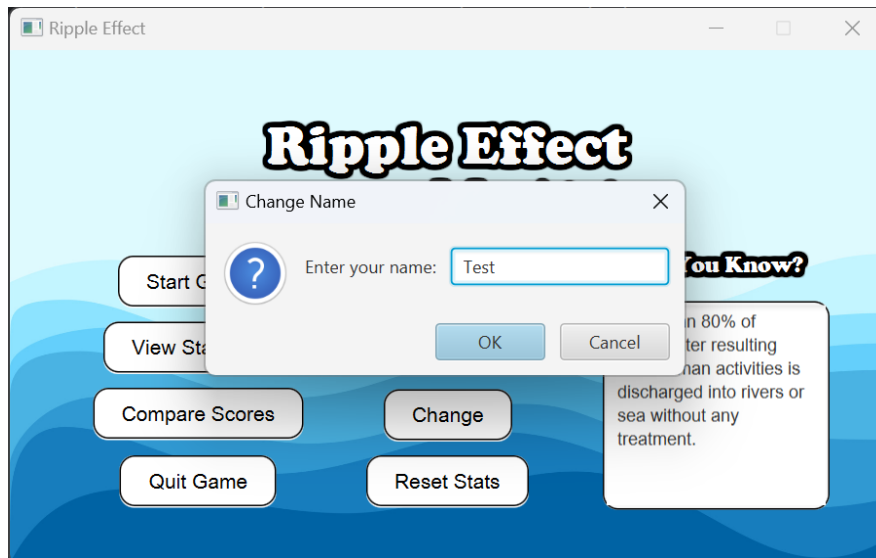 Ripple Effect
Ripple Effect
Change Name
Enter your name:
Test
OK
Cancel
Start G
View Sta
Compare Scores
Quit Game
Change
Reset Stats
You Know?
n 80% of
ter resulting
an activities is
discharged into rivers or
sea without any
treatment.